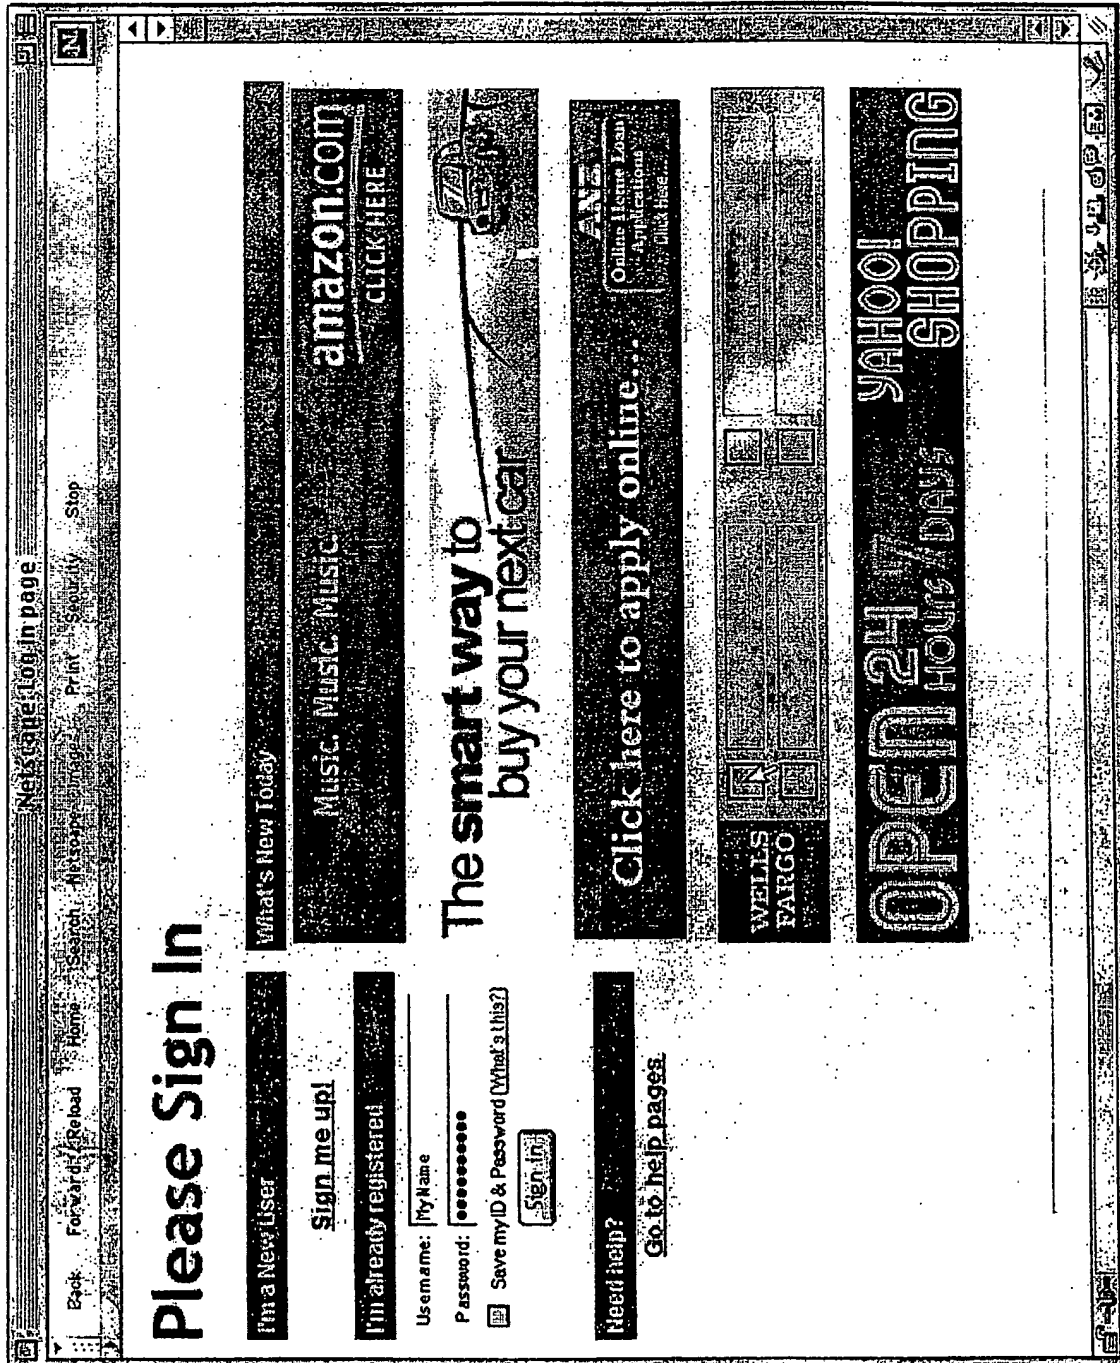 Netscape: Log in page
Back Forward Reload Home Search Netscape Images Print Security Stop
N
Please Sign In
I'm a New User
Sign me up!
I'm already registered
Username: MyName
Password: •••••••••
Save my ID & Password (What's this?)
Sign In
Need help?
Go to help pages.
What's New Today
Music. Music. Music.
amazon.com
CLICK HERE
The smart way to
buy your next car
Click here to apply online...
Online Home Loan
Applications
Click Here...
WELLS
FARGO
OPEN 24
HOURS/7 DAYS
YAHOO!
SHOPPING